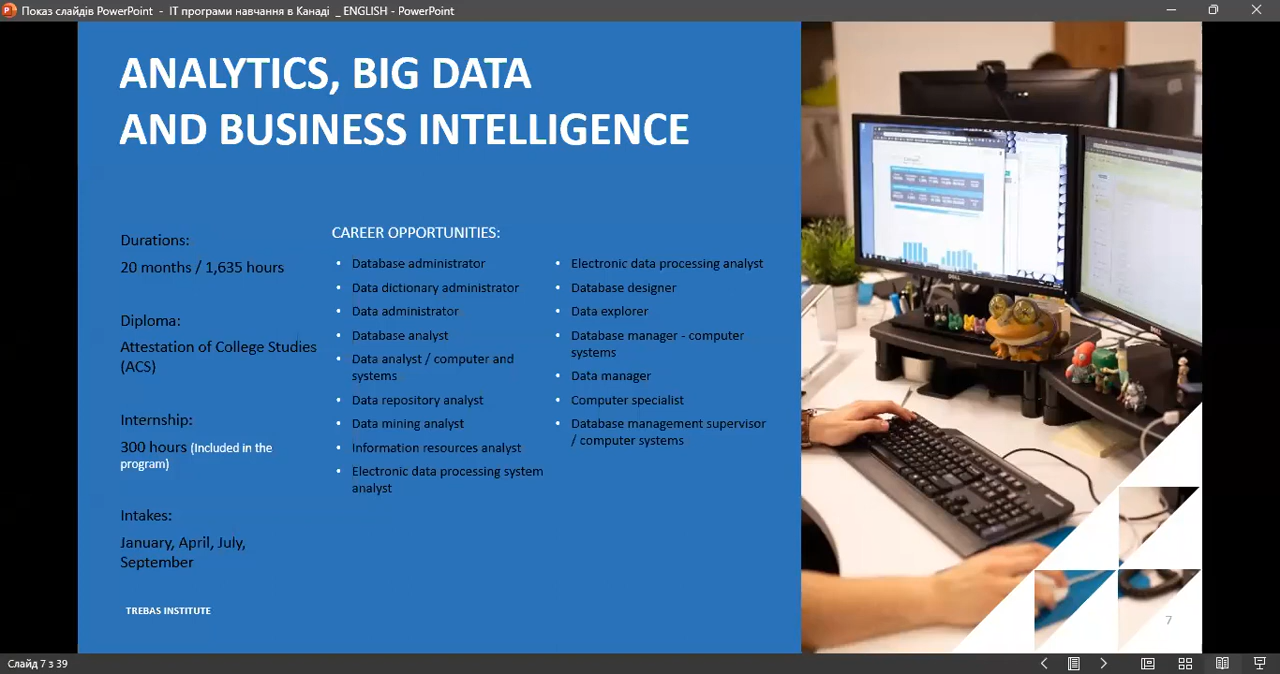 Показ слайдів PowerPoint - ІТ програми навчання в Канаді _ ENGLISH - PowerPoint
ANALYTICS, BIG DATA
AND BUSINESS INTELLIGENCE
Durations:
20 months / 1,635 hours
Diploma:
Attestation of College Studies
(ACS)
Internship:
300 hours (Included in the
program)
Intakes:
January, April, July,
September
CAREER OPPORTUNITIES:
• Database administrator
• Data dictionary administrator
• Data administrator
• Database analyst
• Data analyst / computer and
systems
• Data repository analyst
• Data mining analyst
• Information resources analyst
• Electronic data processing system
analyst
• Electronic data processing analyst
• Database designer
• Data explorer
• Database manager - computer
systems
• Data manager
• Computer specialist
• Database management supervisor
/ computer systems
TREBAS INSTITUTE
DELL
DELL
7
Слайд 7 з 39